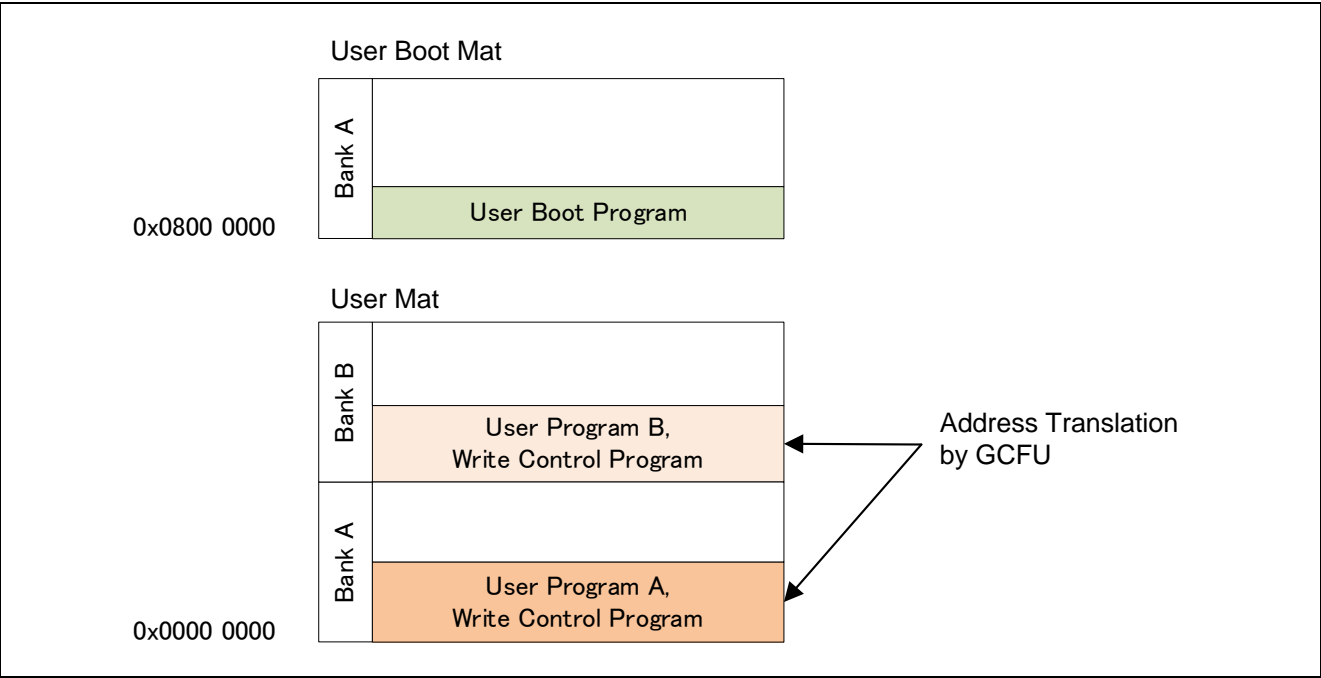 User Boot Mat
Bank A
User Boot Program
0x0800 0000
User Mat
Bank B
User Program B,
Write Control Program
Address Translation
by GCFU
Bank A
User Program A,
Write Control Program
0x0000 0000